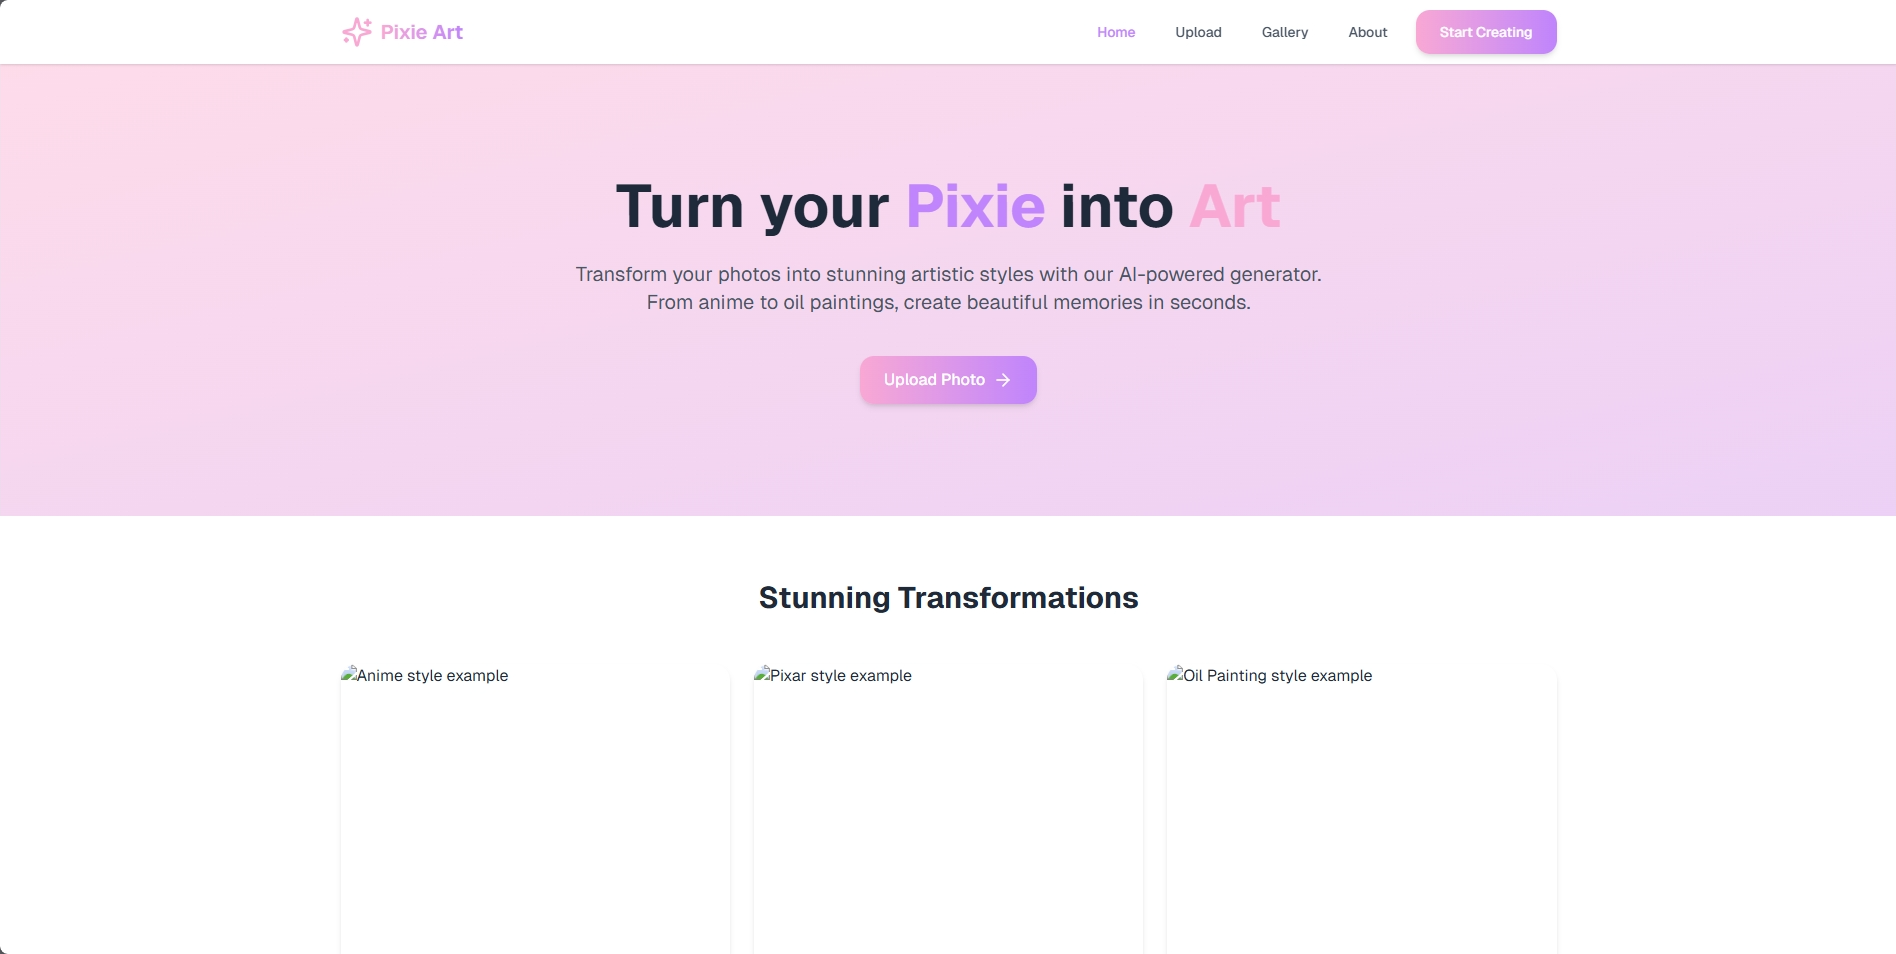 Pixie Art
Home
Upload
Gallery
About
Start Creating
Turn your Pixie into Art
Transform your photos into stunning artistic styles with our AI-powered generator.
From anime to oil paintings, create beautiful memories in seconds.
Upload Photo
Stunning Transformations
Anime style example
Pixar style example
Oil Painting style example